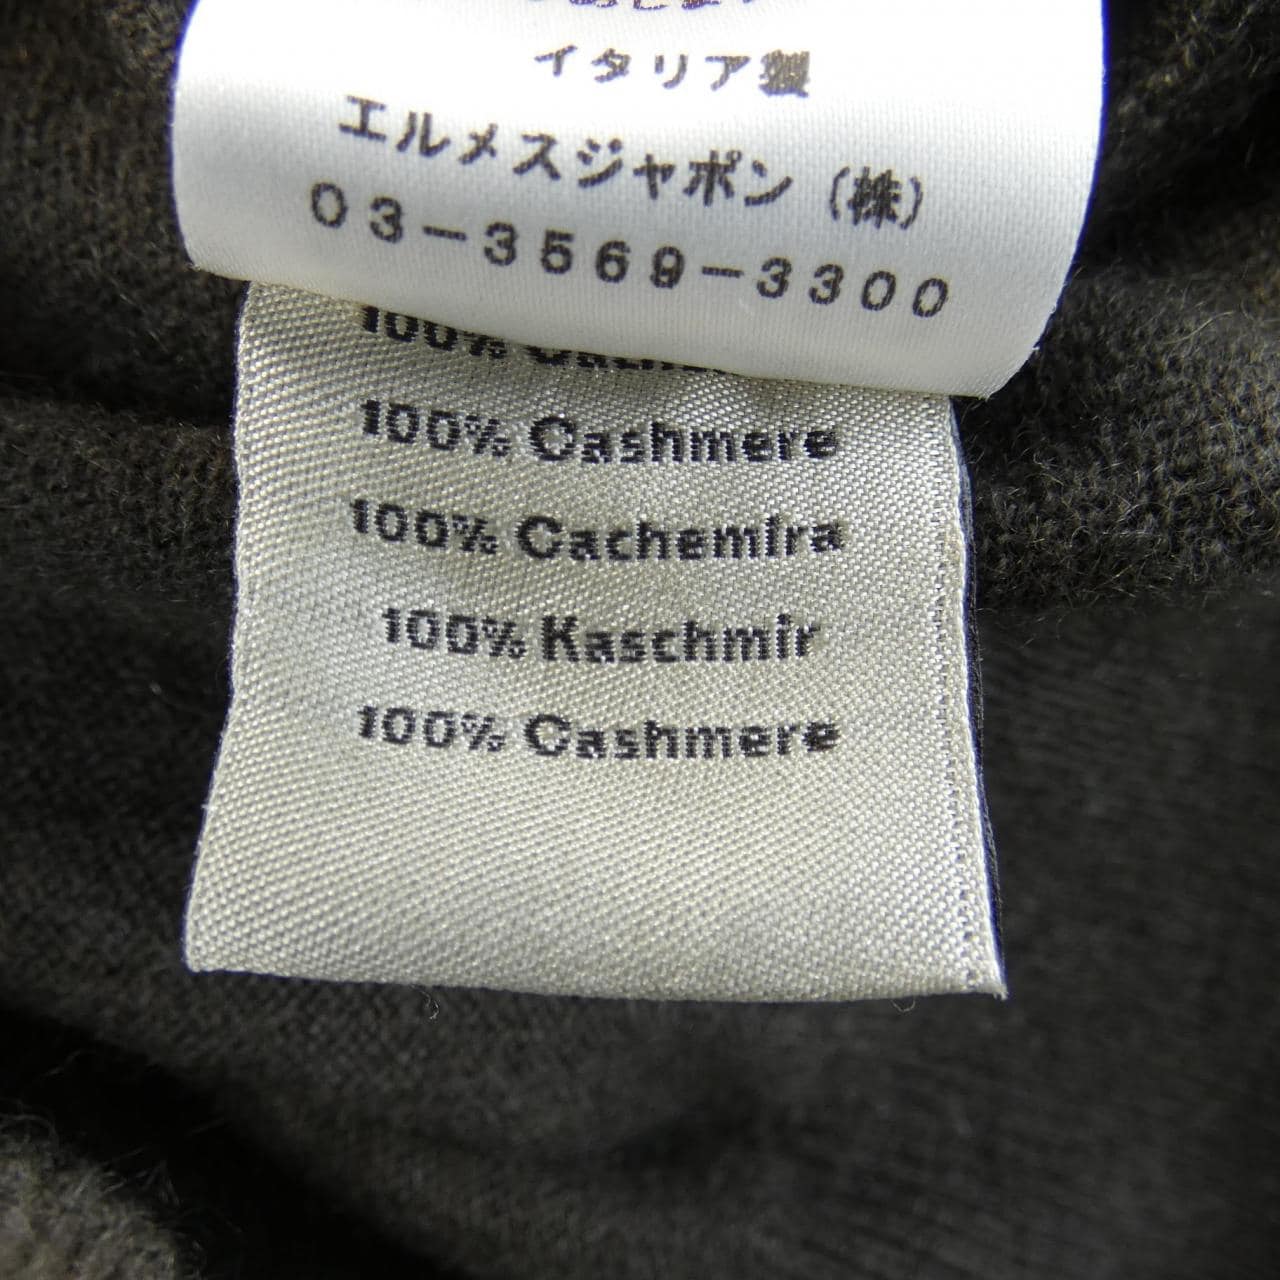 イタリア製
エルメスジャポン（株）
０３－３５６９－３３００
100%
100% Cashmere
100% Cachemira
100% Kaschmir
100% Cashmere